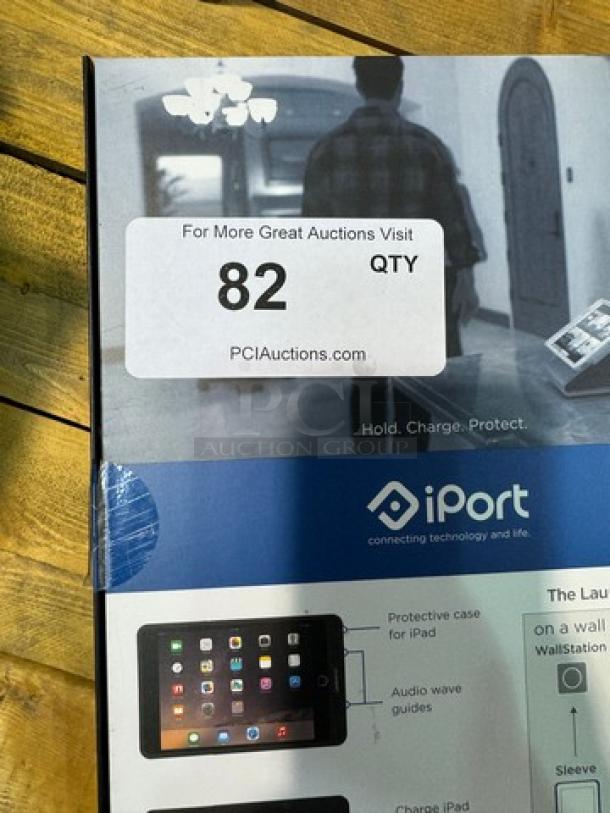 For More Great Auctions Visit
82
QTY
PCIAuctions.com
PCI
AUCTION GROUP
Hold. Charge. Protect.
iPort
connecting technology and life.
The Lau
Protective case
for iPad
on a wall
WallStation
Audio wave
guides
Sleeve
Charge iPad